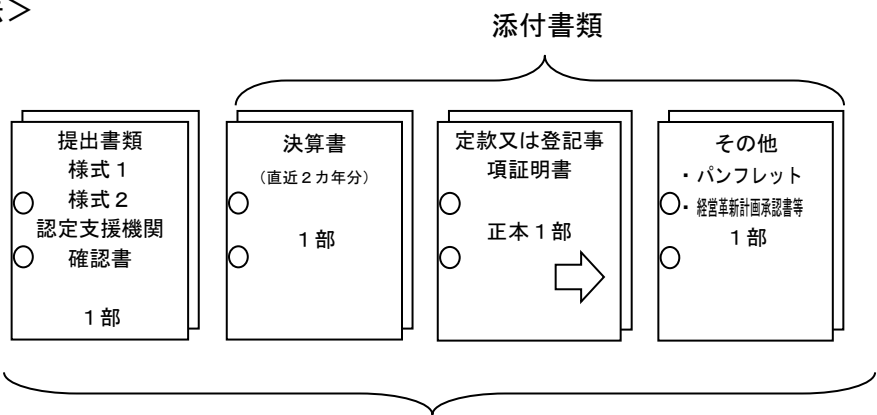 ＞
添付書類
提出書類
様式１
様式２
認定支援機関
確認書
１部
決算書
（直近２カ年分）
１部
定款又は登記事
項証明書
正本１部
その他
・パンフレット
・経営革新計画承認書等
１部